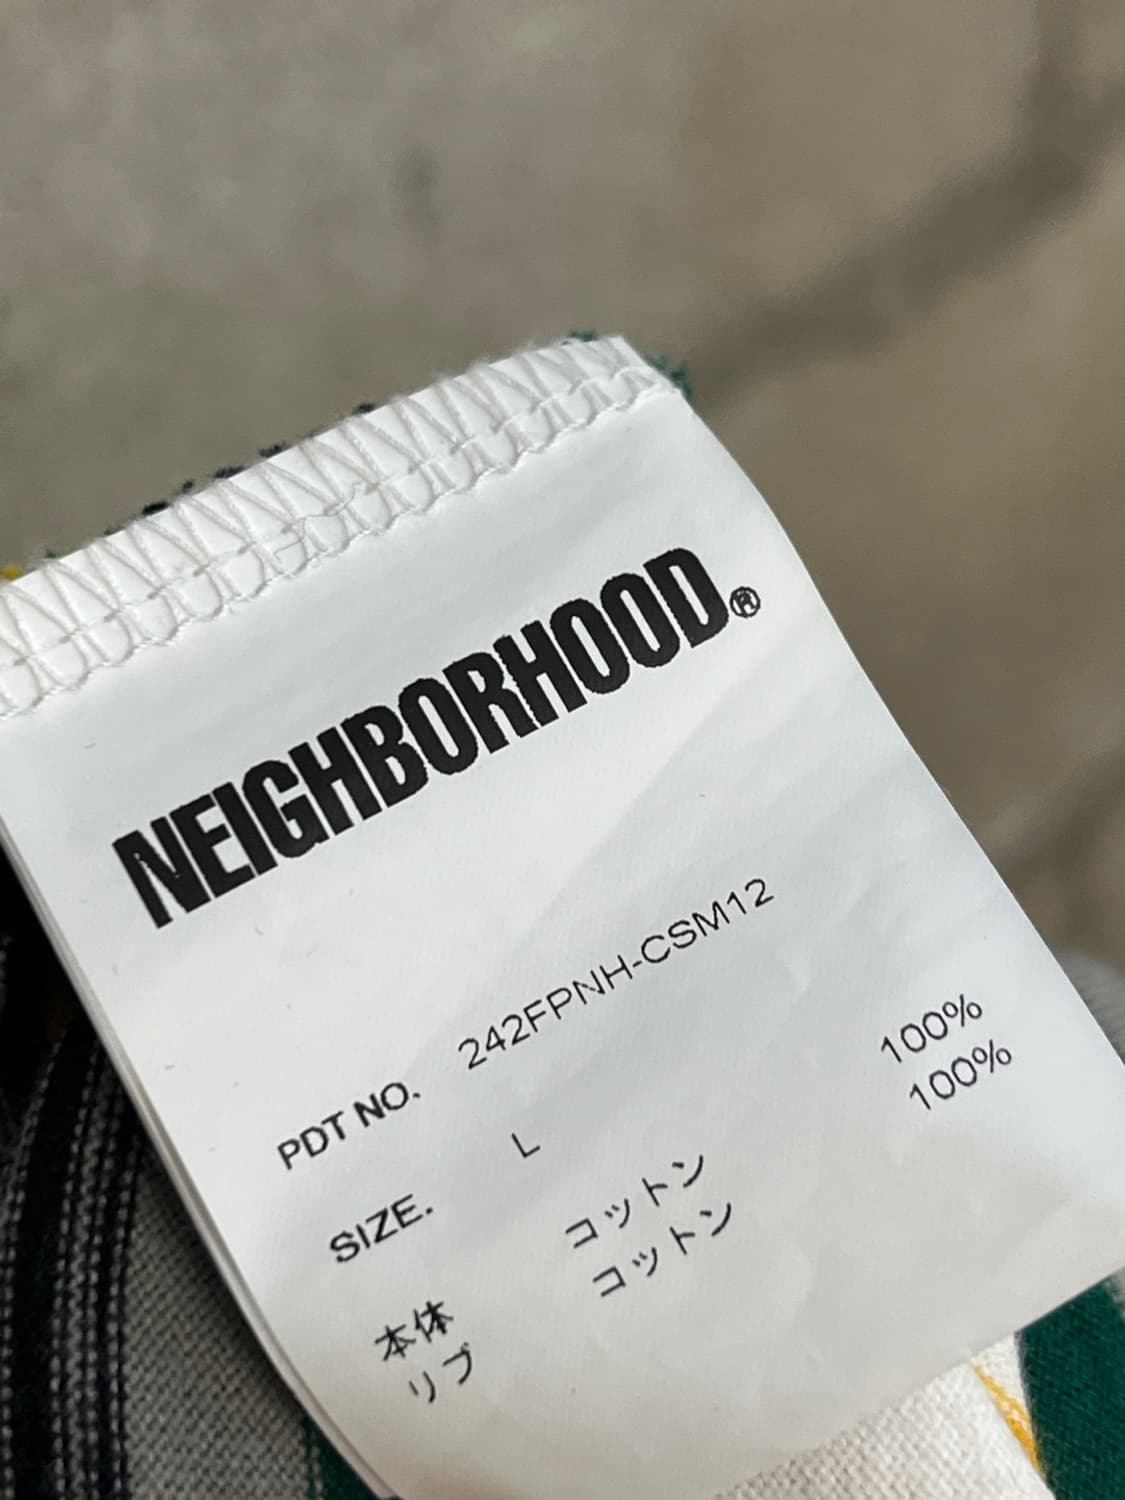 NEIGHBORHOOD.®
PDT NO. 242FPNH-CSM12
SIZE. L
本体 コットン 100%
リブ コットン 100%